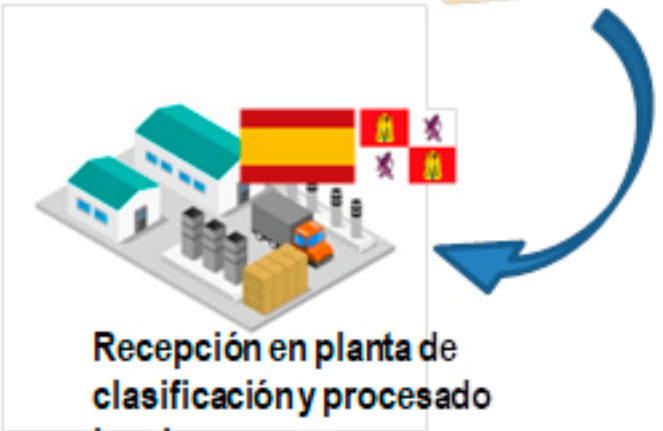 Recepción en planta de
clasificación y procesado